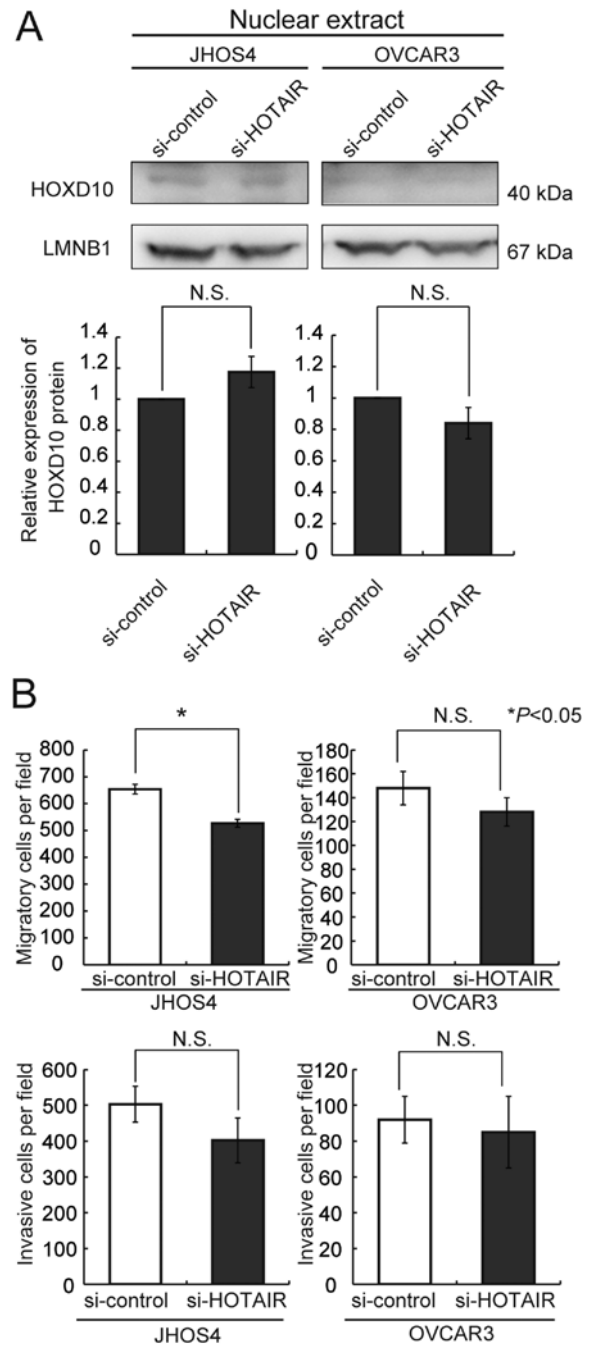 A
Nuclear extract
JHOS4 OVCAR3
si-control si-HOTAIR si-control si-HOTAIR
HOXD10 40 kDa
LMNB1 67 kDa
N.S. N.S.
Relative expression of
HOXD10 protein
1.4
1.2
1
0.8
0.6
0.4
0.2
0
1.4
1.2
1
0.8
0.6
0.4
0.2
0
si-control si-HOTAIR si-control si-HOTAIR
B
* N.S. *P<0.05
Migratory cells per field
800
700
600
500
400
300
200
100
0
si-control si-HOTAIR
JHOS4
Migratory cells per field
180
160
140
120
100
80
60
40
20
0
si-control si-HOTAIR
OVCAR3
N.S.
Invasive cells per field
600
500
400
300
200
100
0
si-control si-HOTAIR
JHOS4
N.S.
Invasive cells per field
120
100
80
60
40
20
0
si-control si-HOTAIR
OVCAR3